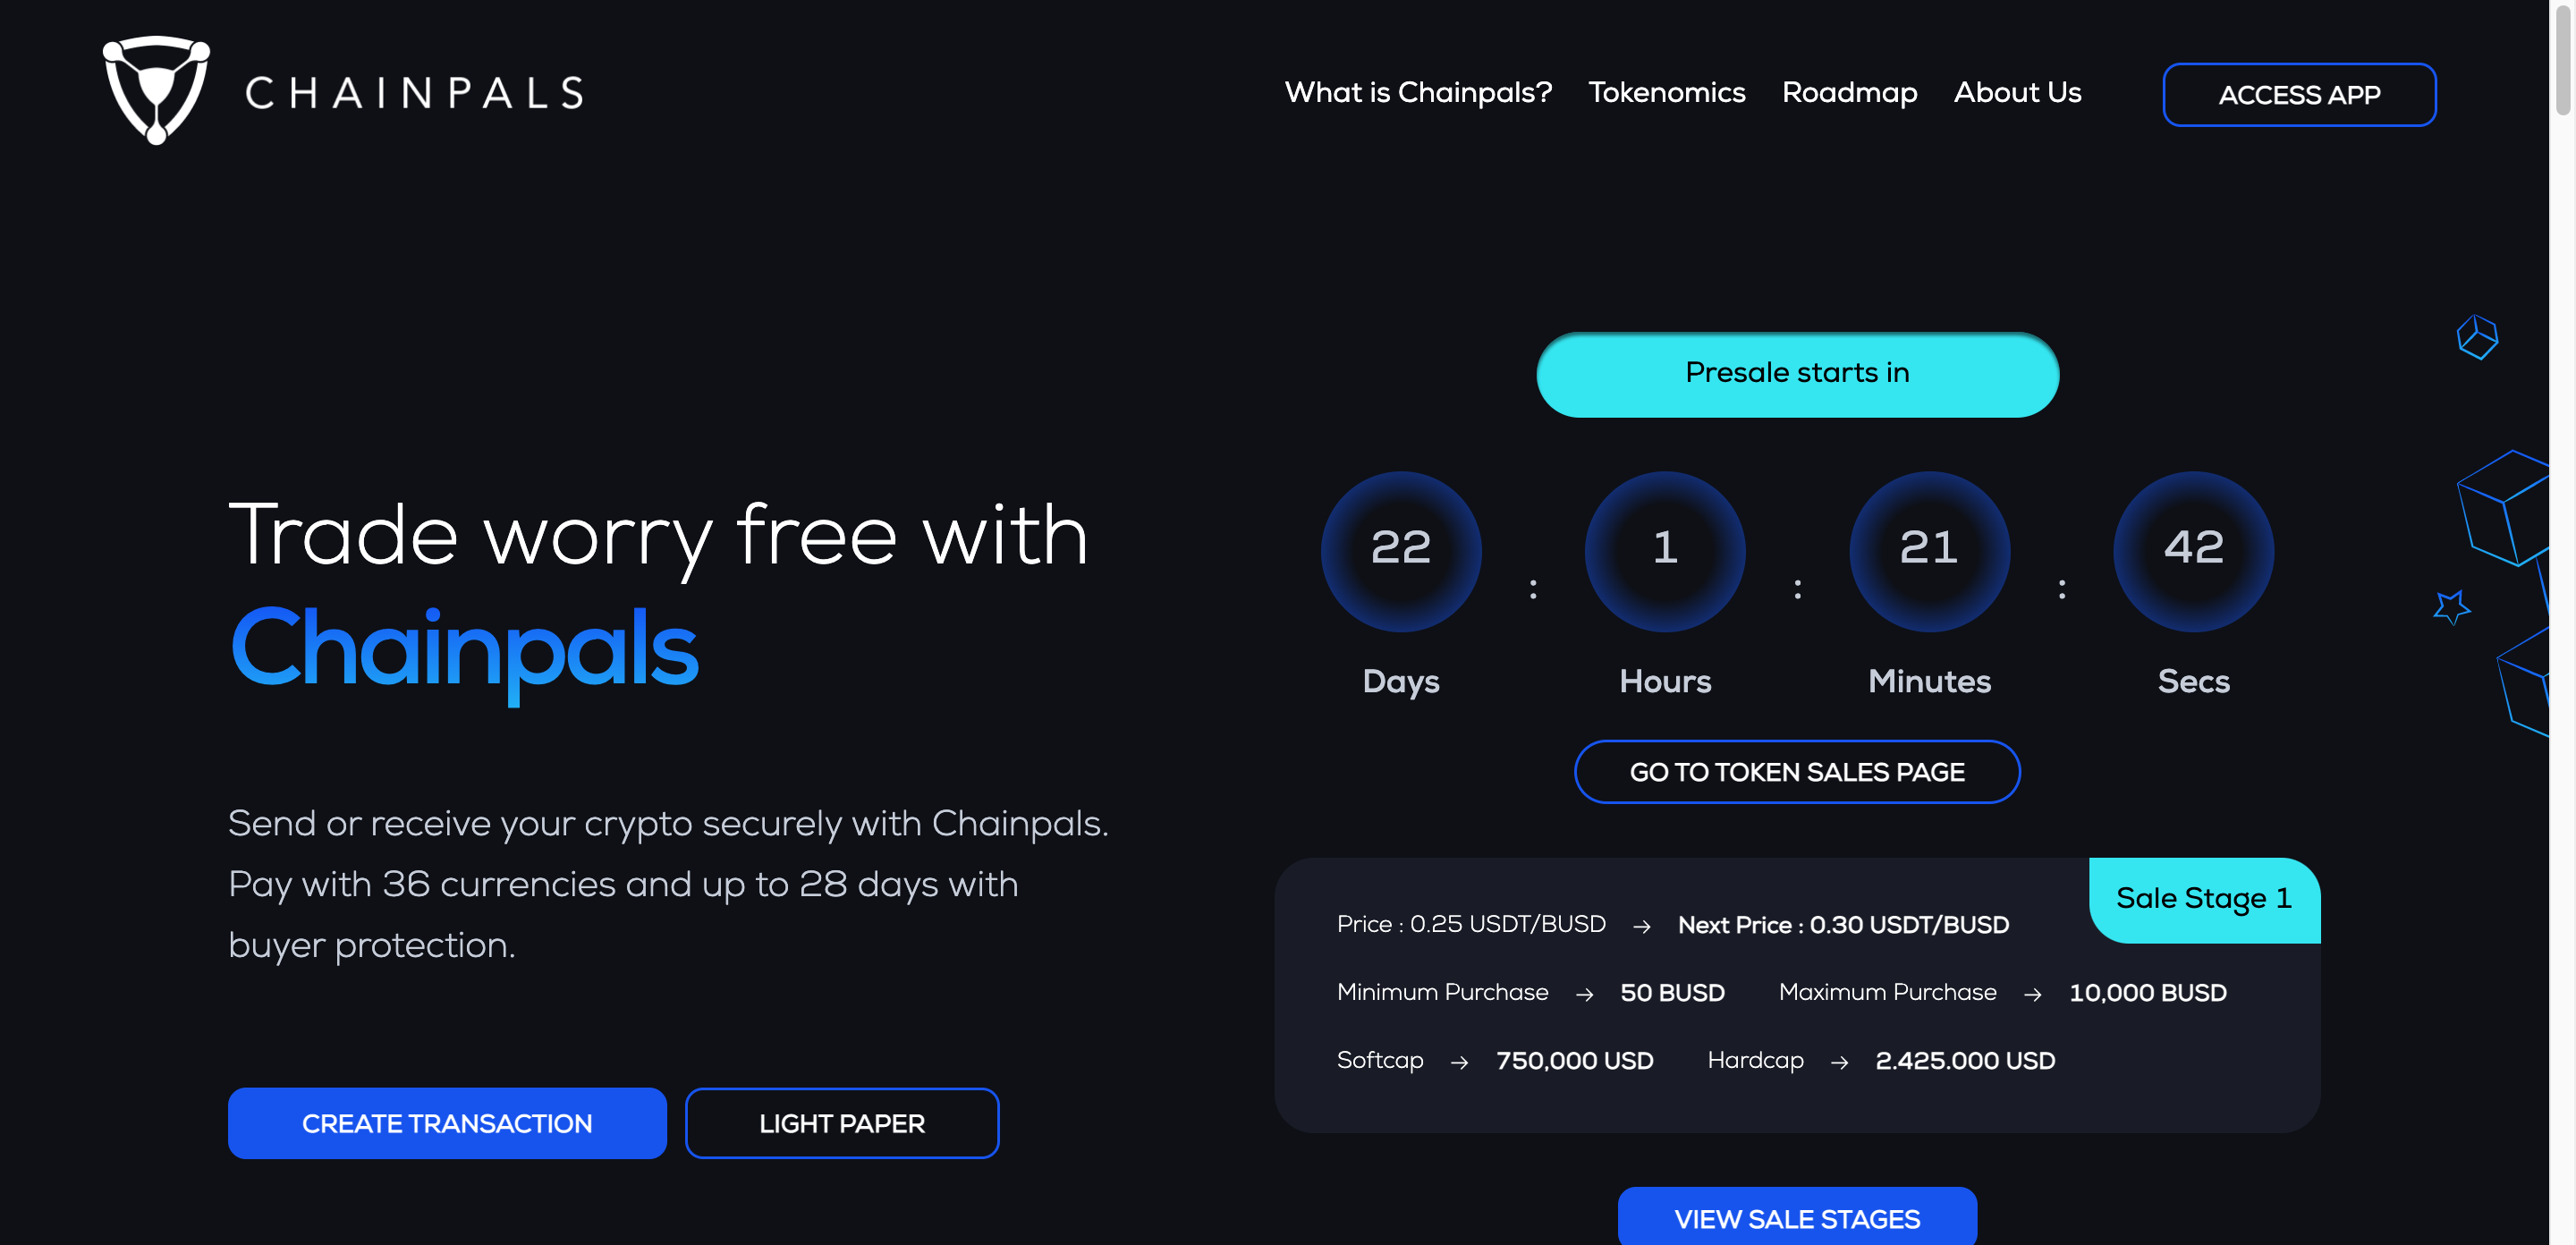 CHAINPALS
What is Chainpals? Tokenomics Roadmap About Us ACCESS APP
Presale starts in
22 : 1 : 21 : 42
Days Hours Minutes Secs
GO TO TOKEN SALES PAGE
Trade worry free with
Chainpals
Send or receive your crypto securely with Chainpals.
Pay with 36 currencies and up to 28 days with
buyer protection.
CREATE TRANSACTION LIGHT PAPER
Sale Stage 1
Price : 0.25 USDT/BUSD → Next Price : 0.30 USDT/BUSD
Minimum Purchase → 50 BUSD Maximum Purchase → 10,000 BUSD
Softcap → 750,000 USD Hardcap → 2.425.000 USD
VIEW SALE STAGES